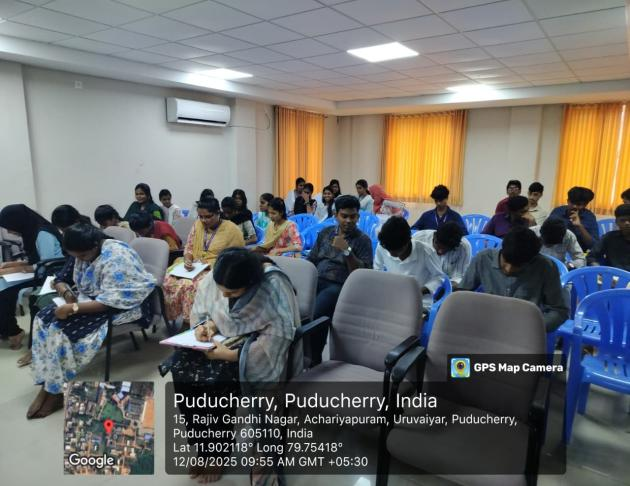 GPS Map Camera
Puducherry, Puducherry, India
15, Rajiv Gandhi Nagar, Achariyapuram, Uruvaiyar, Puducherry,
Puducherry 605110, India
Lat 11.902118° Long 79.75418°
12/08/2025 09:55 AM GMT +05:30
Google